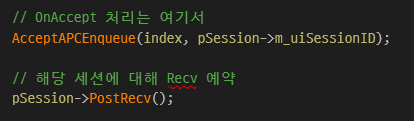 // OnAccept 처리는 여기서
AcceptAPCEnqueue(index, pSession->m_uiSessionID);
// 해당 세션에 대해 Recv 예약
pSession->PostRecv();